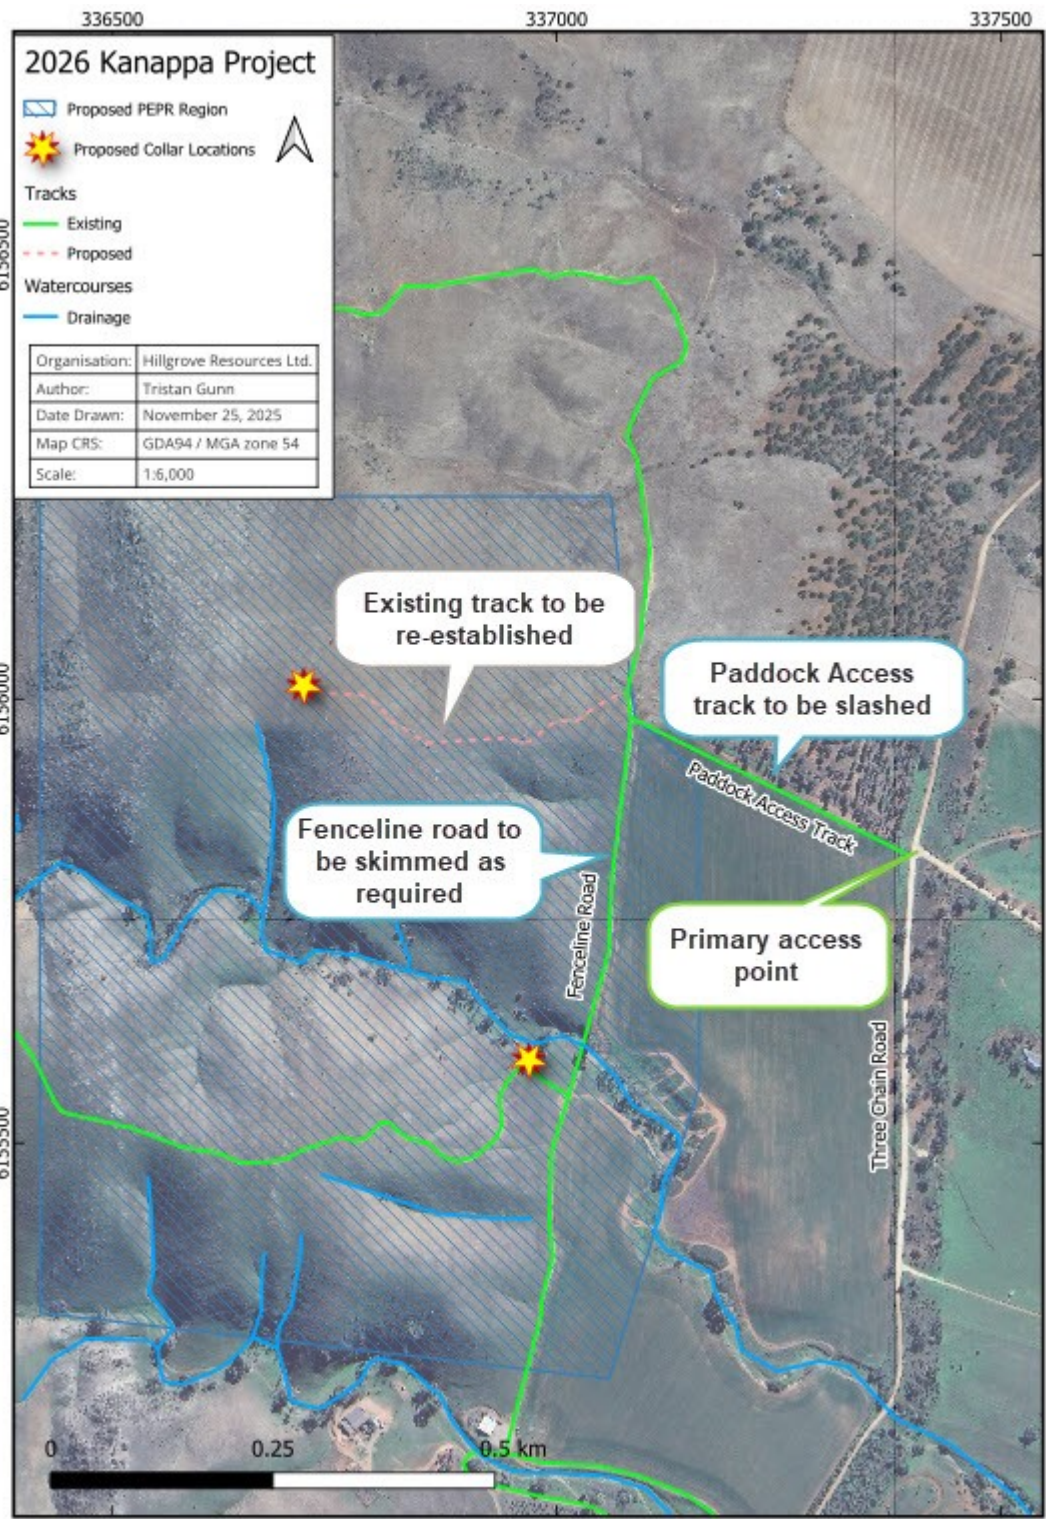 336500
337000
337500
2026 Kanappa Project
Proposed PEPR Region
Proposed Collar Locations
Tracks
Existing
Proposed
Watercourses
Drainage
Organisation: Hillgrove Resources Ltd.
Author: Tristan Gunn
Date Drawn: November 25, 2025
Map CRS: GDA94 / MGA zone 54
Scale: 1:6,000
6156500
Existing track to be
re-established
Paddock Access
track to be slashed
6156000
Paddock Access Track
Fenceline road to
be skimmed as
required
Fenceline Road
Primary access
point
Three Chain Road
6155500
0
0.25
0.5 km